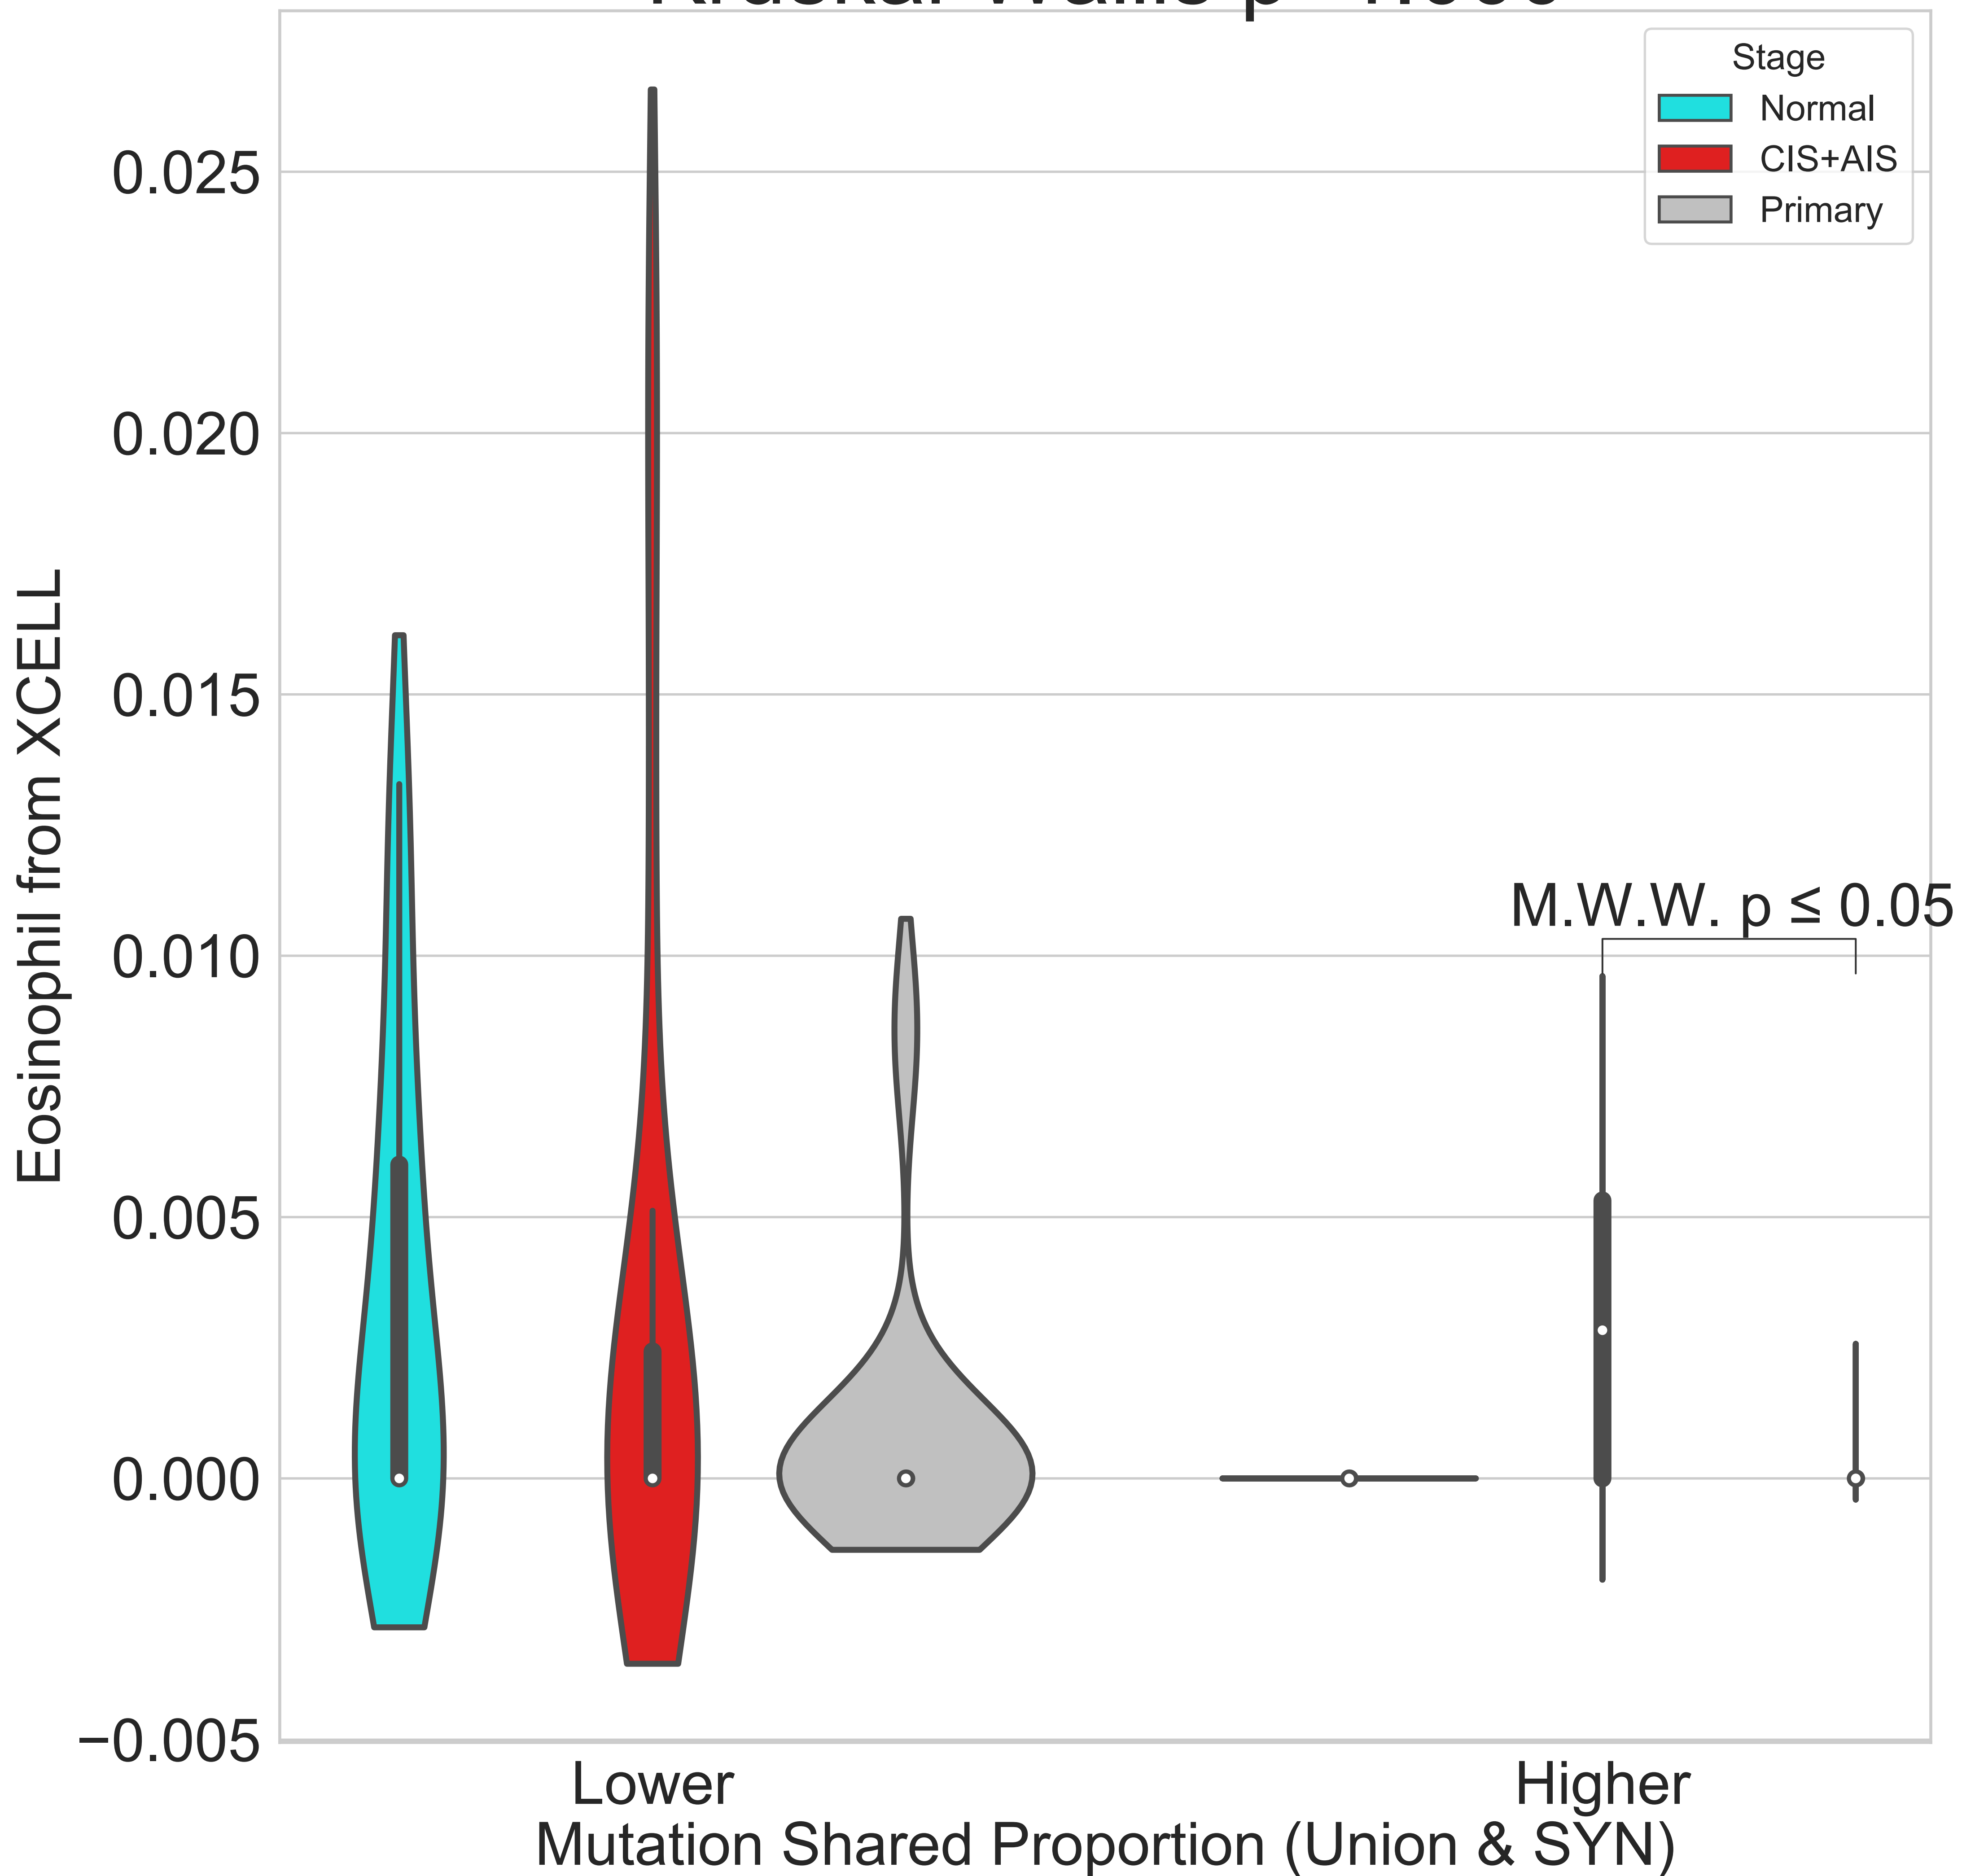 Stage
Normal
CIS+AIS
Primary
0.025
0.020
0.015
0.010
0.005
0.000
−0.005
Eosinophil from XCELL
M.W.W. p ≤ 0.05
Lower
Higher
Mutation Shared Proportion (Union & SYN)